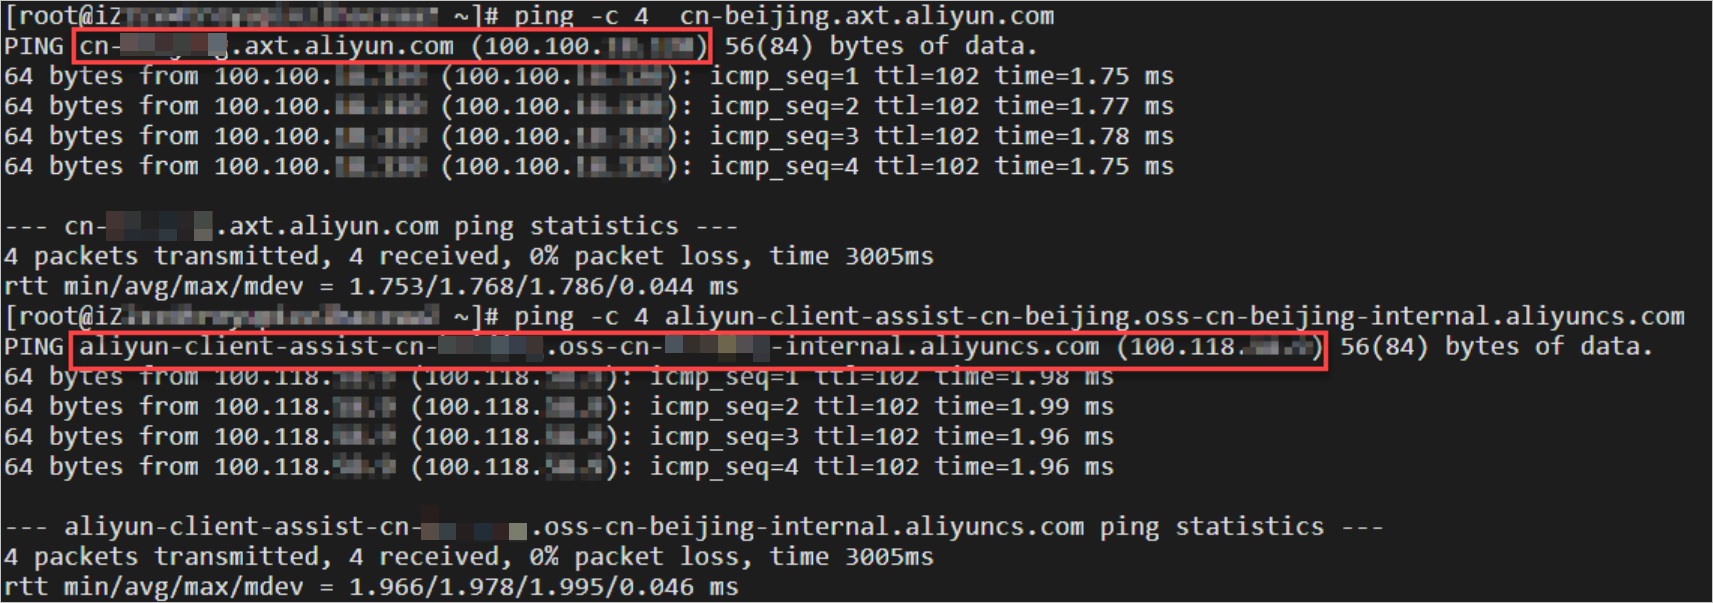 [root@iZ ~]# ping -c 4  cn-beijing.axt.aliyun.com
PING cn- .axt.aliyun.com (100.100. ) 56(84) bytes of data.
64 bytes from 100.100. (100.100. ): icmp_seq=1 ttl=102 time=1.75 ms
64 bytes from 100.100. (100.100. ): icmp_seq=2 ttl=102 time=1.77 ms
64 bytes from 100.100. (100.100. ): icmp_seq=3 ttl=102 time=1.78 ms
64 bytes from 100.100. (100.100. ): icmp_seq=4 ttl=102 time=1.75 ms
--- cn- .axt.aliyun.com ping statistics ---
4 packets transmitted, 4 received, 0% packet loss, time 3005ms
rtt min/avg/max/mdev = 1.753/1.768/1.786/0.044 ms
[root@iZ ~]# ping -c 4 aliyun-client-assist-cn-beijing.oss-cn-beijing-internal.aliyuncs.com
PING aliyun-client-assist-cn- .oss-cn- -internal.aliyuncs.com (100.118. ) 56(84) bytes of data.
64 bytes from 100.118. (100.118. ): icmp_seq=1 ttl=102 time=1.98 ms
64 bytes from 100.118. (100.118. ): icmp_seq=2 ttl=102 time=1.99 ms
64 bytes from 100.118. (100.118. ): icmp_seq=3 ttl=102 time=1.96 ms
64 bytes from 100.118. (100.118. ): icmp_seq=4 ttl=102 time=1.96 ms
--- aliyun-client-assist-cn- .oss-cn-beijing-internal.aliyuncs.com ping statistics ---
4 packets transmitted, 4 received, 0% packet loss, time 3005ms
rtt min/avg/max/mdev = 1.966/1.978/1.995/0.046 ms